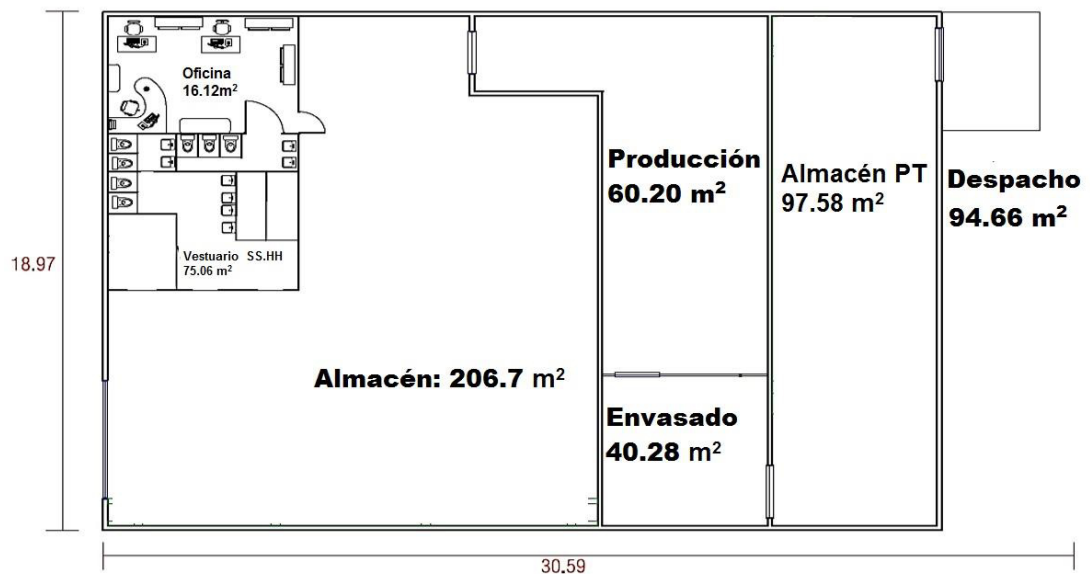 Oficina
16.12m²
Producción
60.20 m²
Almacén PT
97.58 m²
Despacho
94.66 m²
Vestuario SS.HH
75.06 m²
18.97
Almacén: 206.7 m²
Envasado
40.28 m²
30.59